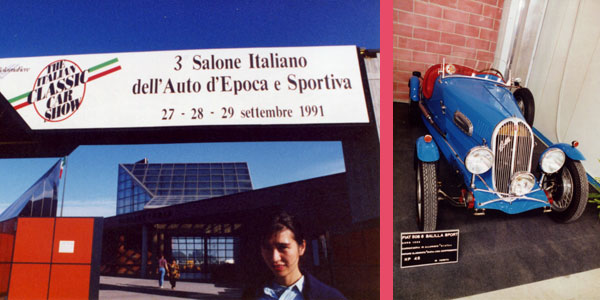 THE
ITALIAN
CLASSIC
CAR
SHOW
3° Salone Italiano
dell'Auto d'Epoca e Sportiva
27 - 28 - 29 settembre 1991
FIAT 508 S BALILLA SPORT